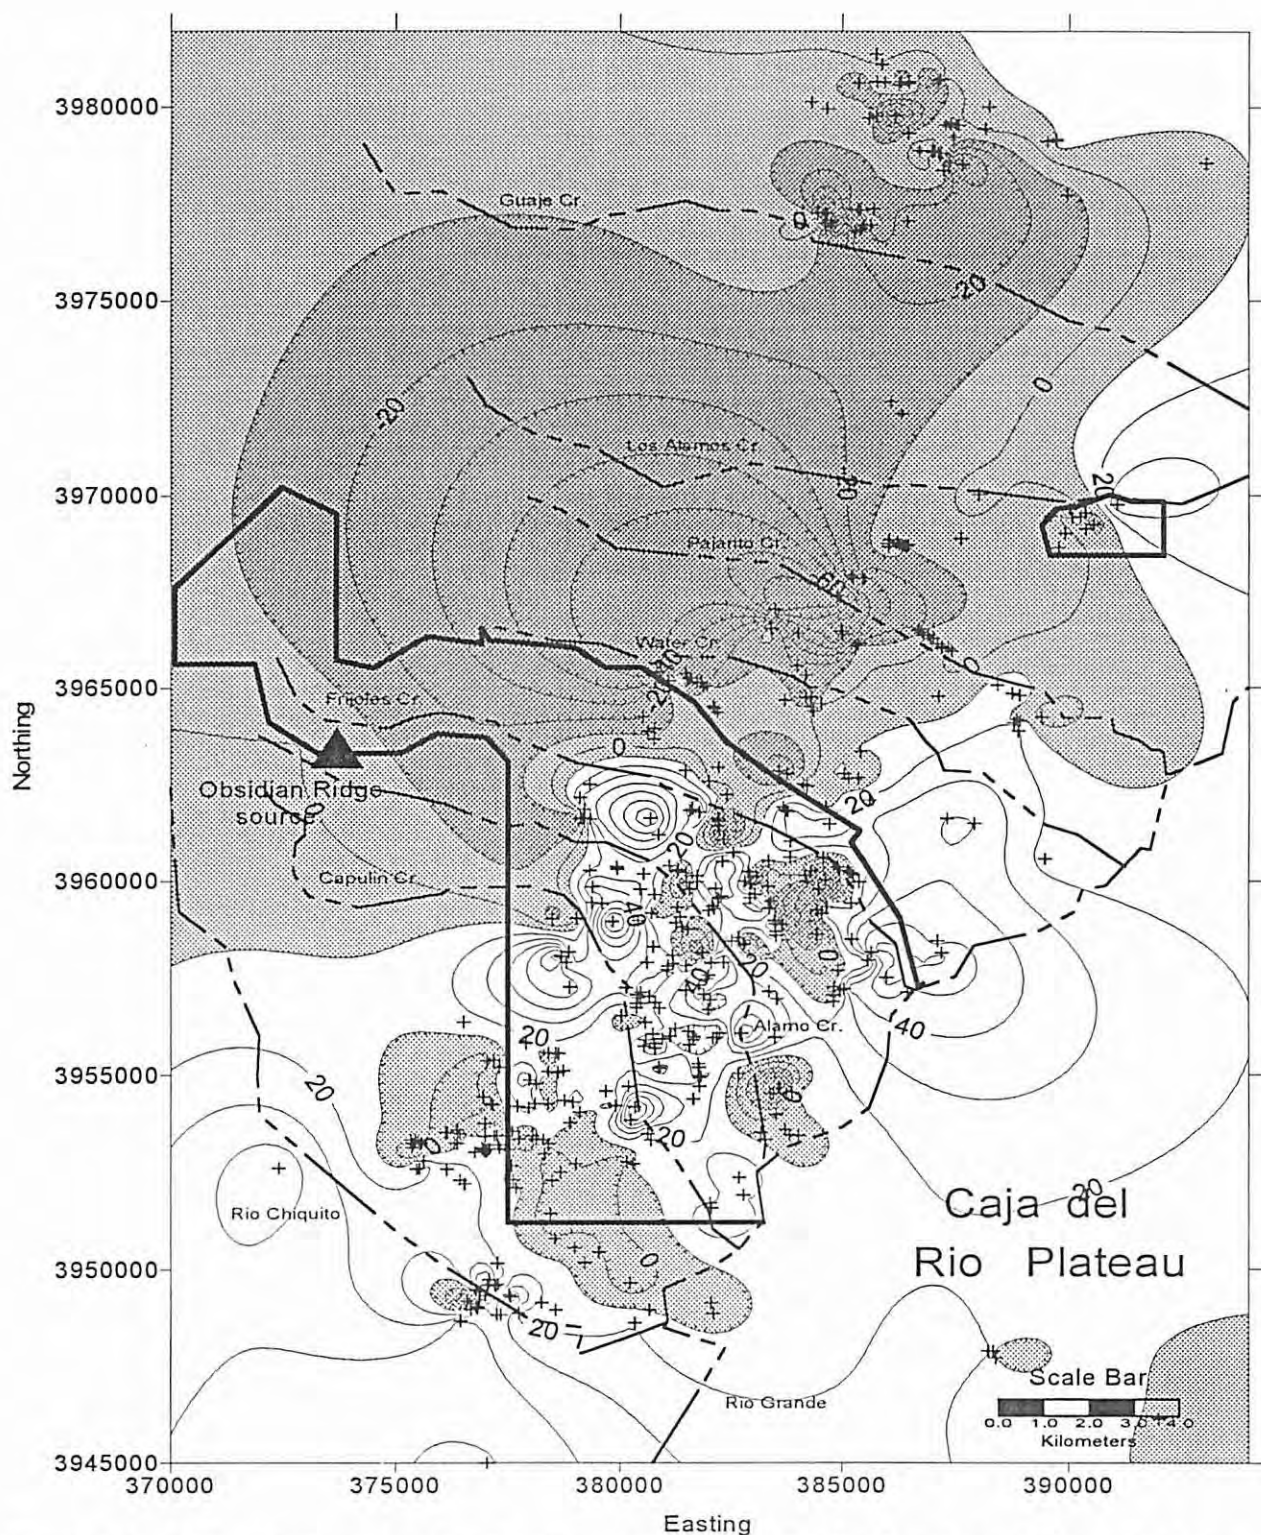 3980000
Guaje Cr
0
-20
3975000
0
-20
Los Alamos Cr.
3970000
20
-20
Pajarito Cr.
-60
Water Cr.
0
-40
3965000
-20
Frijoles Cr.
0
Obsidian Ridge
source
0
20
20
Northing
3960000
Capulin Cr
40
20
0
40
Alamo Cr.
40
20
3955000
20
0
20
0
20
Caja del
Rio Chiquito
Rio Plateau
3950000
0
20
Scale Bar
Rio Grande
0.0 1.0 2.0 3.0 4.0
Kilometers
3945000
370000 375000 380000 385000 390000
Easting